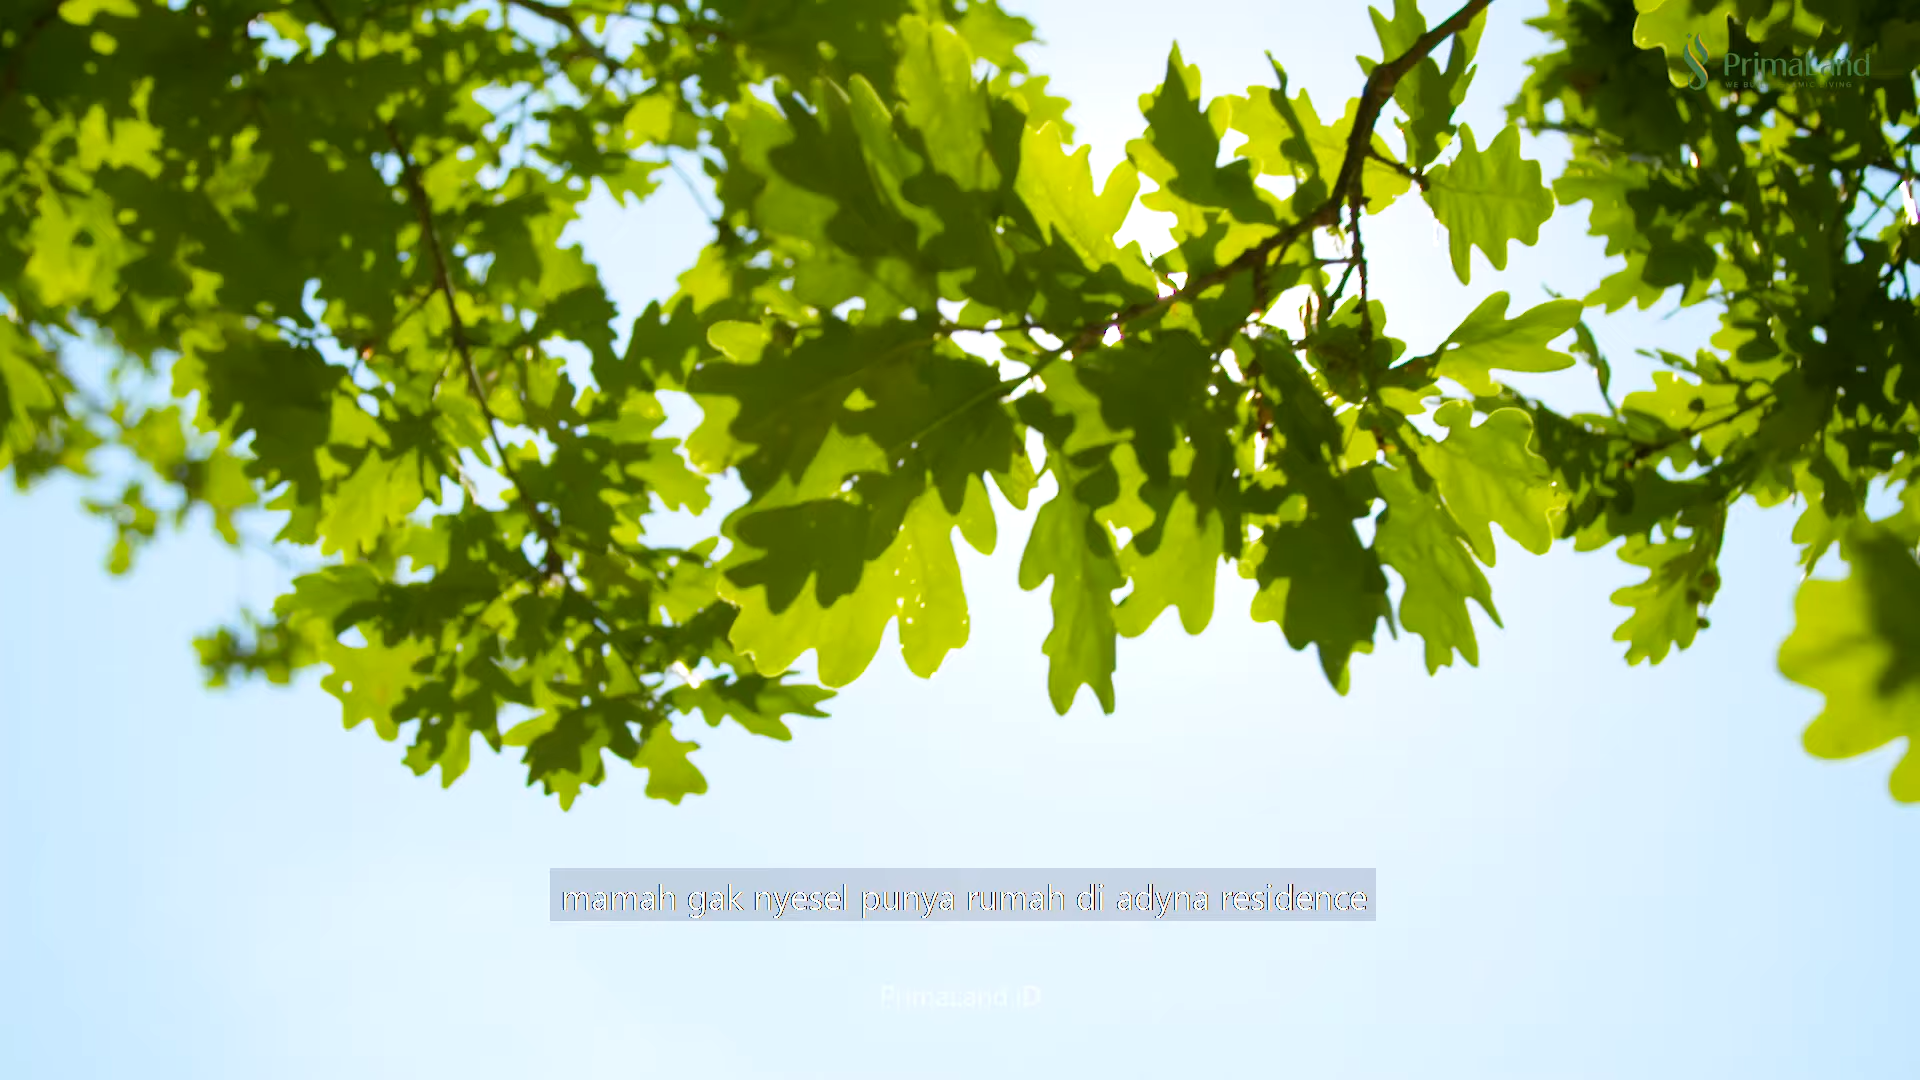 PrimaLand
mamah gak nyesel punya rumah di adyna residence
PrimaLand iD